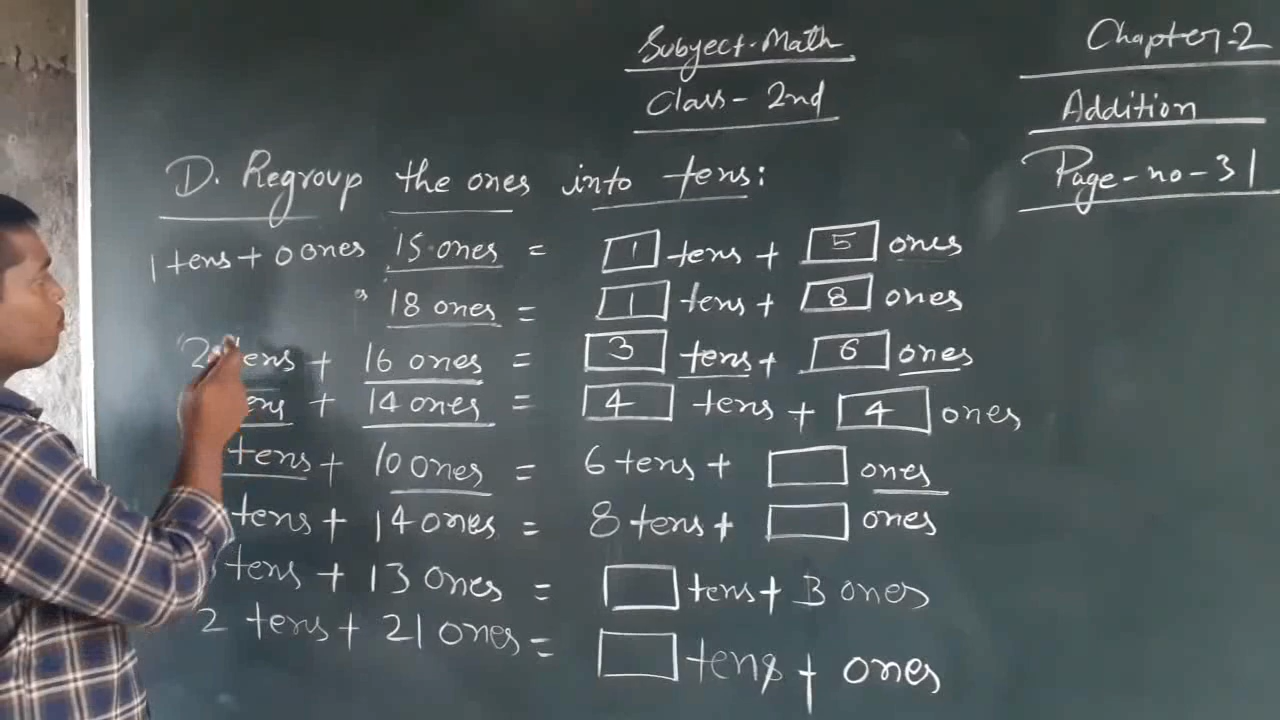 Subject-Math
Class - 2nd
Chapter-2
Addition
Page-no-31
D. Regroup the ones into tens:
1 tens + 0 ones 15 ones = 1 tens + 5 ones
18 ones = 1 tens + 8 ones
2 tens + 16 ones = 3 tens + 6 ones
+ 14 ones = 4 tens + 4 ones
tens + 10 ones = 6 tens + ones
tens + 14 ones = 8 tens + ones
tens + 13 ones = tens + 3 ones
2 tens + 21 ones = tens + ones